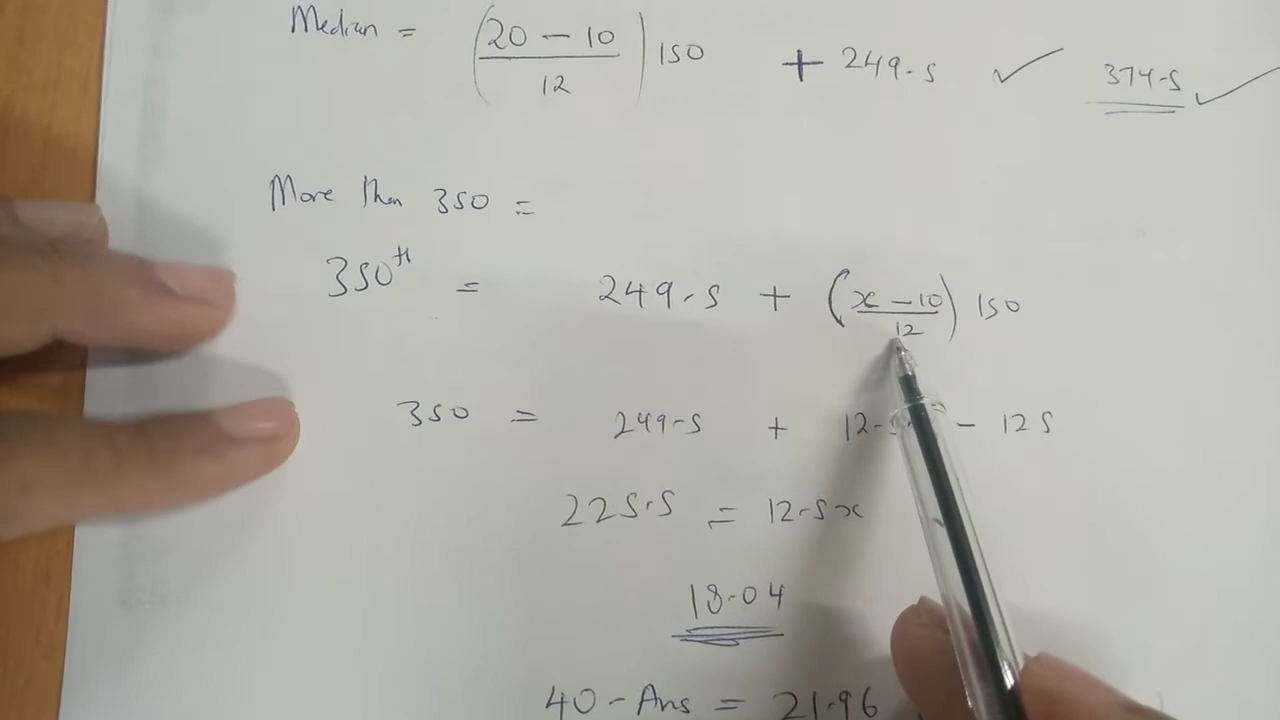 Median = (20 - 10 / 12) 150 + 249.5 ✓ 374.5 ✓
More than 350 =
350th = 249.5 + (x - 10 / 12) 150
350 = 249.5 + 12.5 - 125
225.5 = 12.5x
18.04
40 - Ans = 21.96